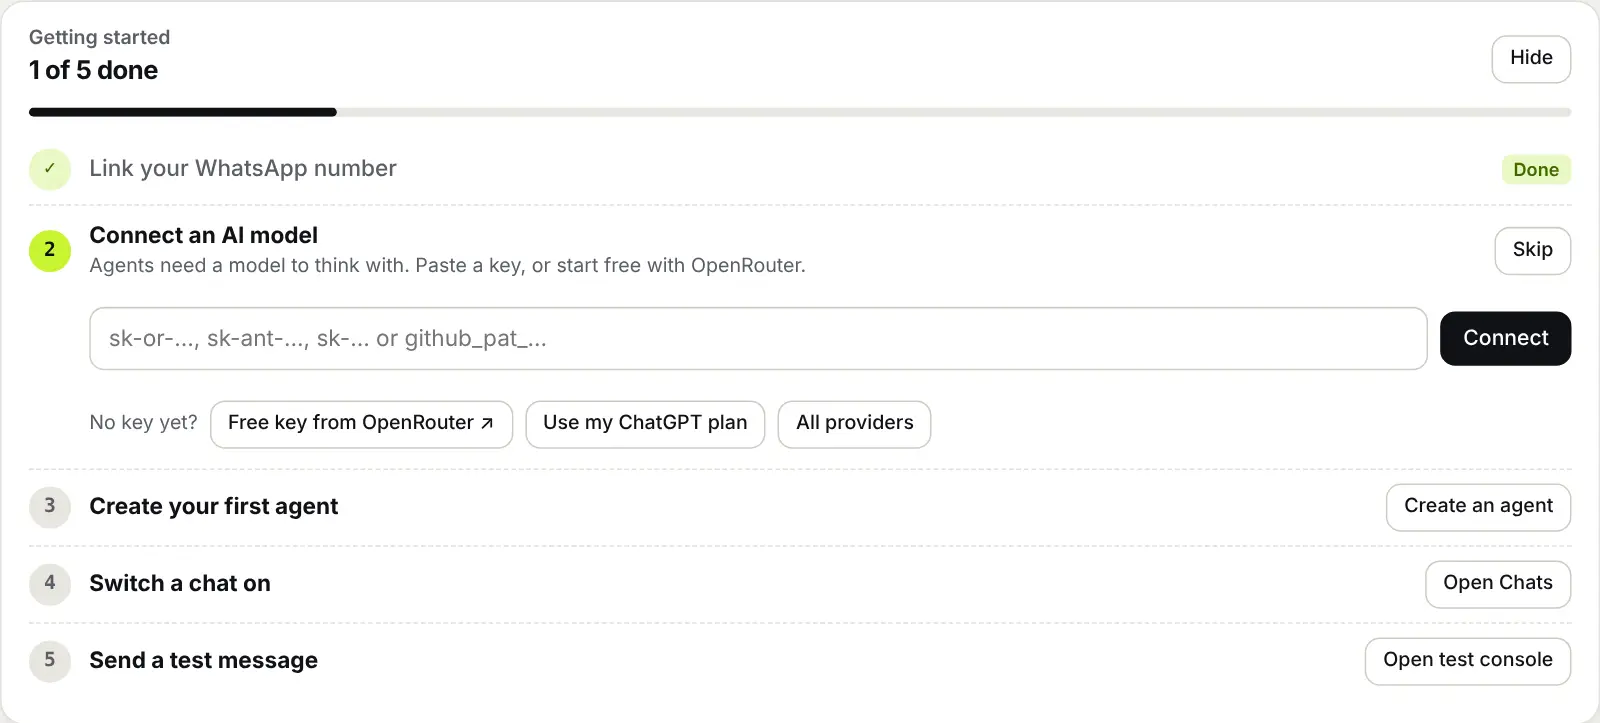 Getting started
1 of 5 done
Hide
✓ Link your WhatsApp number
Done
2 Connect an AI model
Agents need a model to think with. Paste a key, or start free with OpenRouter.
Skip
sk-or-..., sk-ant-..., sk-... or github_pat_...
Connect
No key yet? Free key from OpenRouter ↗ Use my ChatGPT plan All providers
3 Create your first agent
Create an agent
4 Switch a chat on
Open Chats
5 Send a test message
Open test console